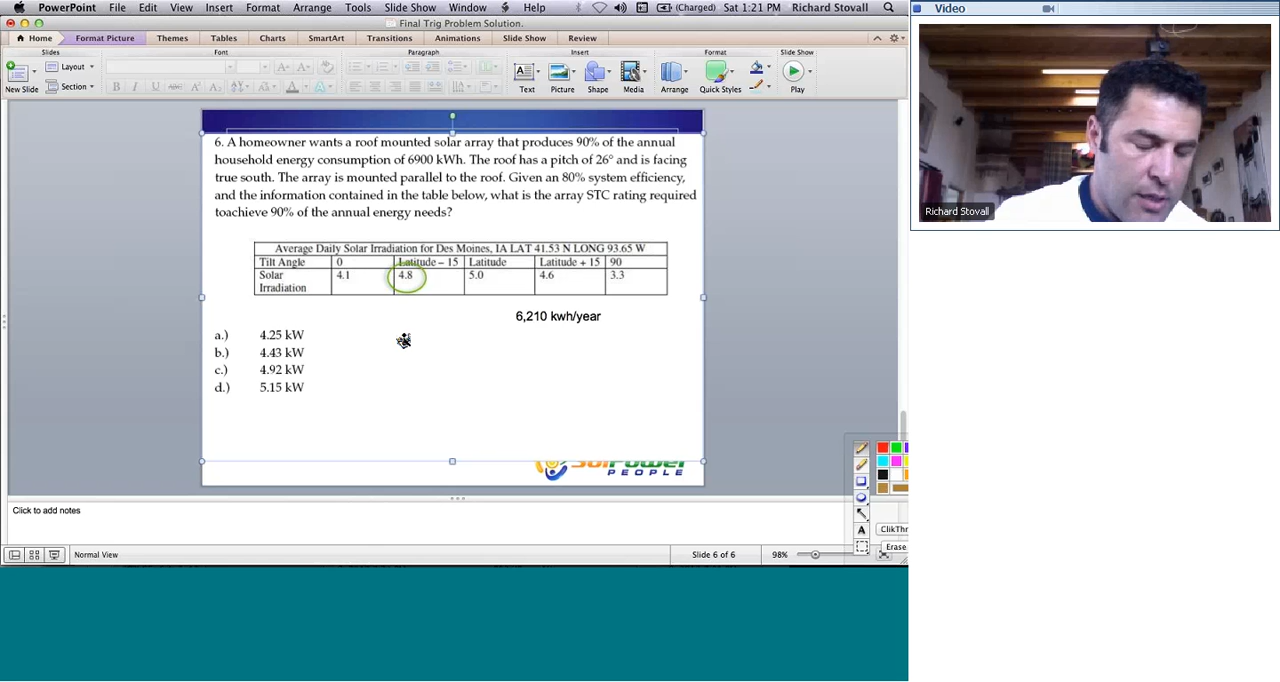 PowerPoint File Edit View Insert Format Arrange Tools Slide Show Window Help (Charged) Sat 1:21 PM Richard Stovall
Video
Final Trig Problem Solution.
Home Format Picture Themes Tables Charts SmartArt Transitions Animations Slide Show Review
Slides Font Paragraph Insert Format Slide Show
New Slide Layout Section Text Picture Shape Media Arrange Quick Styles Play
6. A homeowner wants a roof mounted solar array that produces 90% of the annual
household energy consumption of 6900 kWh. The roof has a pitch of 26° and is facing
true south. The array is mounted parallel to the roof. Given an 80% system efficiency,
and the information contained in the table below, what is the array STC rating required
toachieve 90% of the annual energy needs?
Average Daily Solar Irradiation for Des Moines, IA LAT 41.53 N LONG 93.65 W
Tilt Angle 0 Latitude – 15 Latitude Latitude + 15 90
Solar Irradiation 4.1 4.8 5.0 4.6 3.3
6,210 kwh/year
a.) 4.25 kW
b.) 4.43 kW
c.) 4.92 kW
d.) 5.15 kW
SolPower
PEOPLE
Richard Stovall
ClikThr
Erase
Click to add notes
Normal View Slide 6 of 6 98%